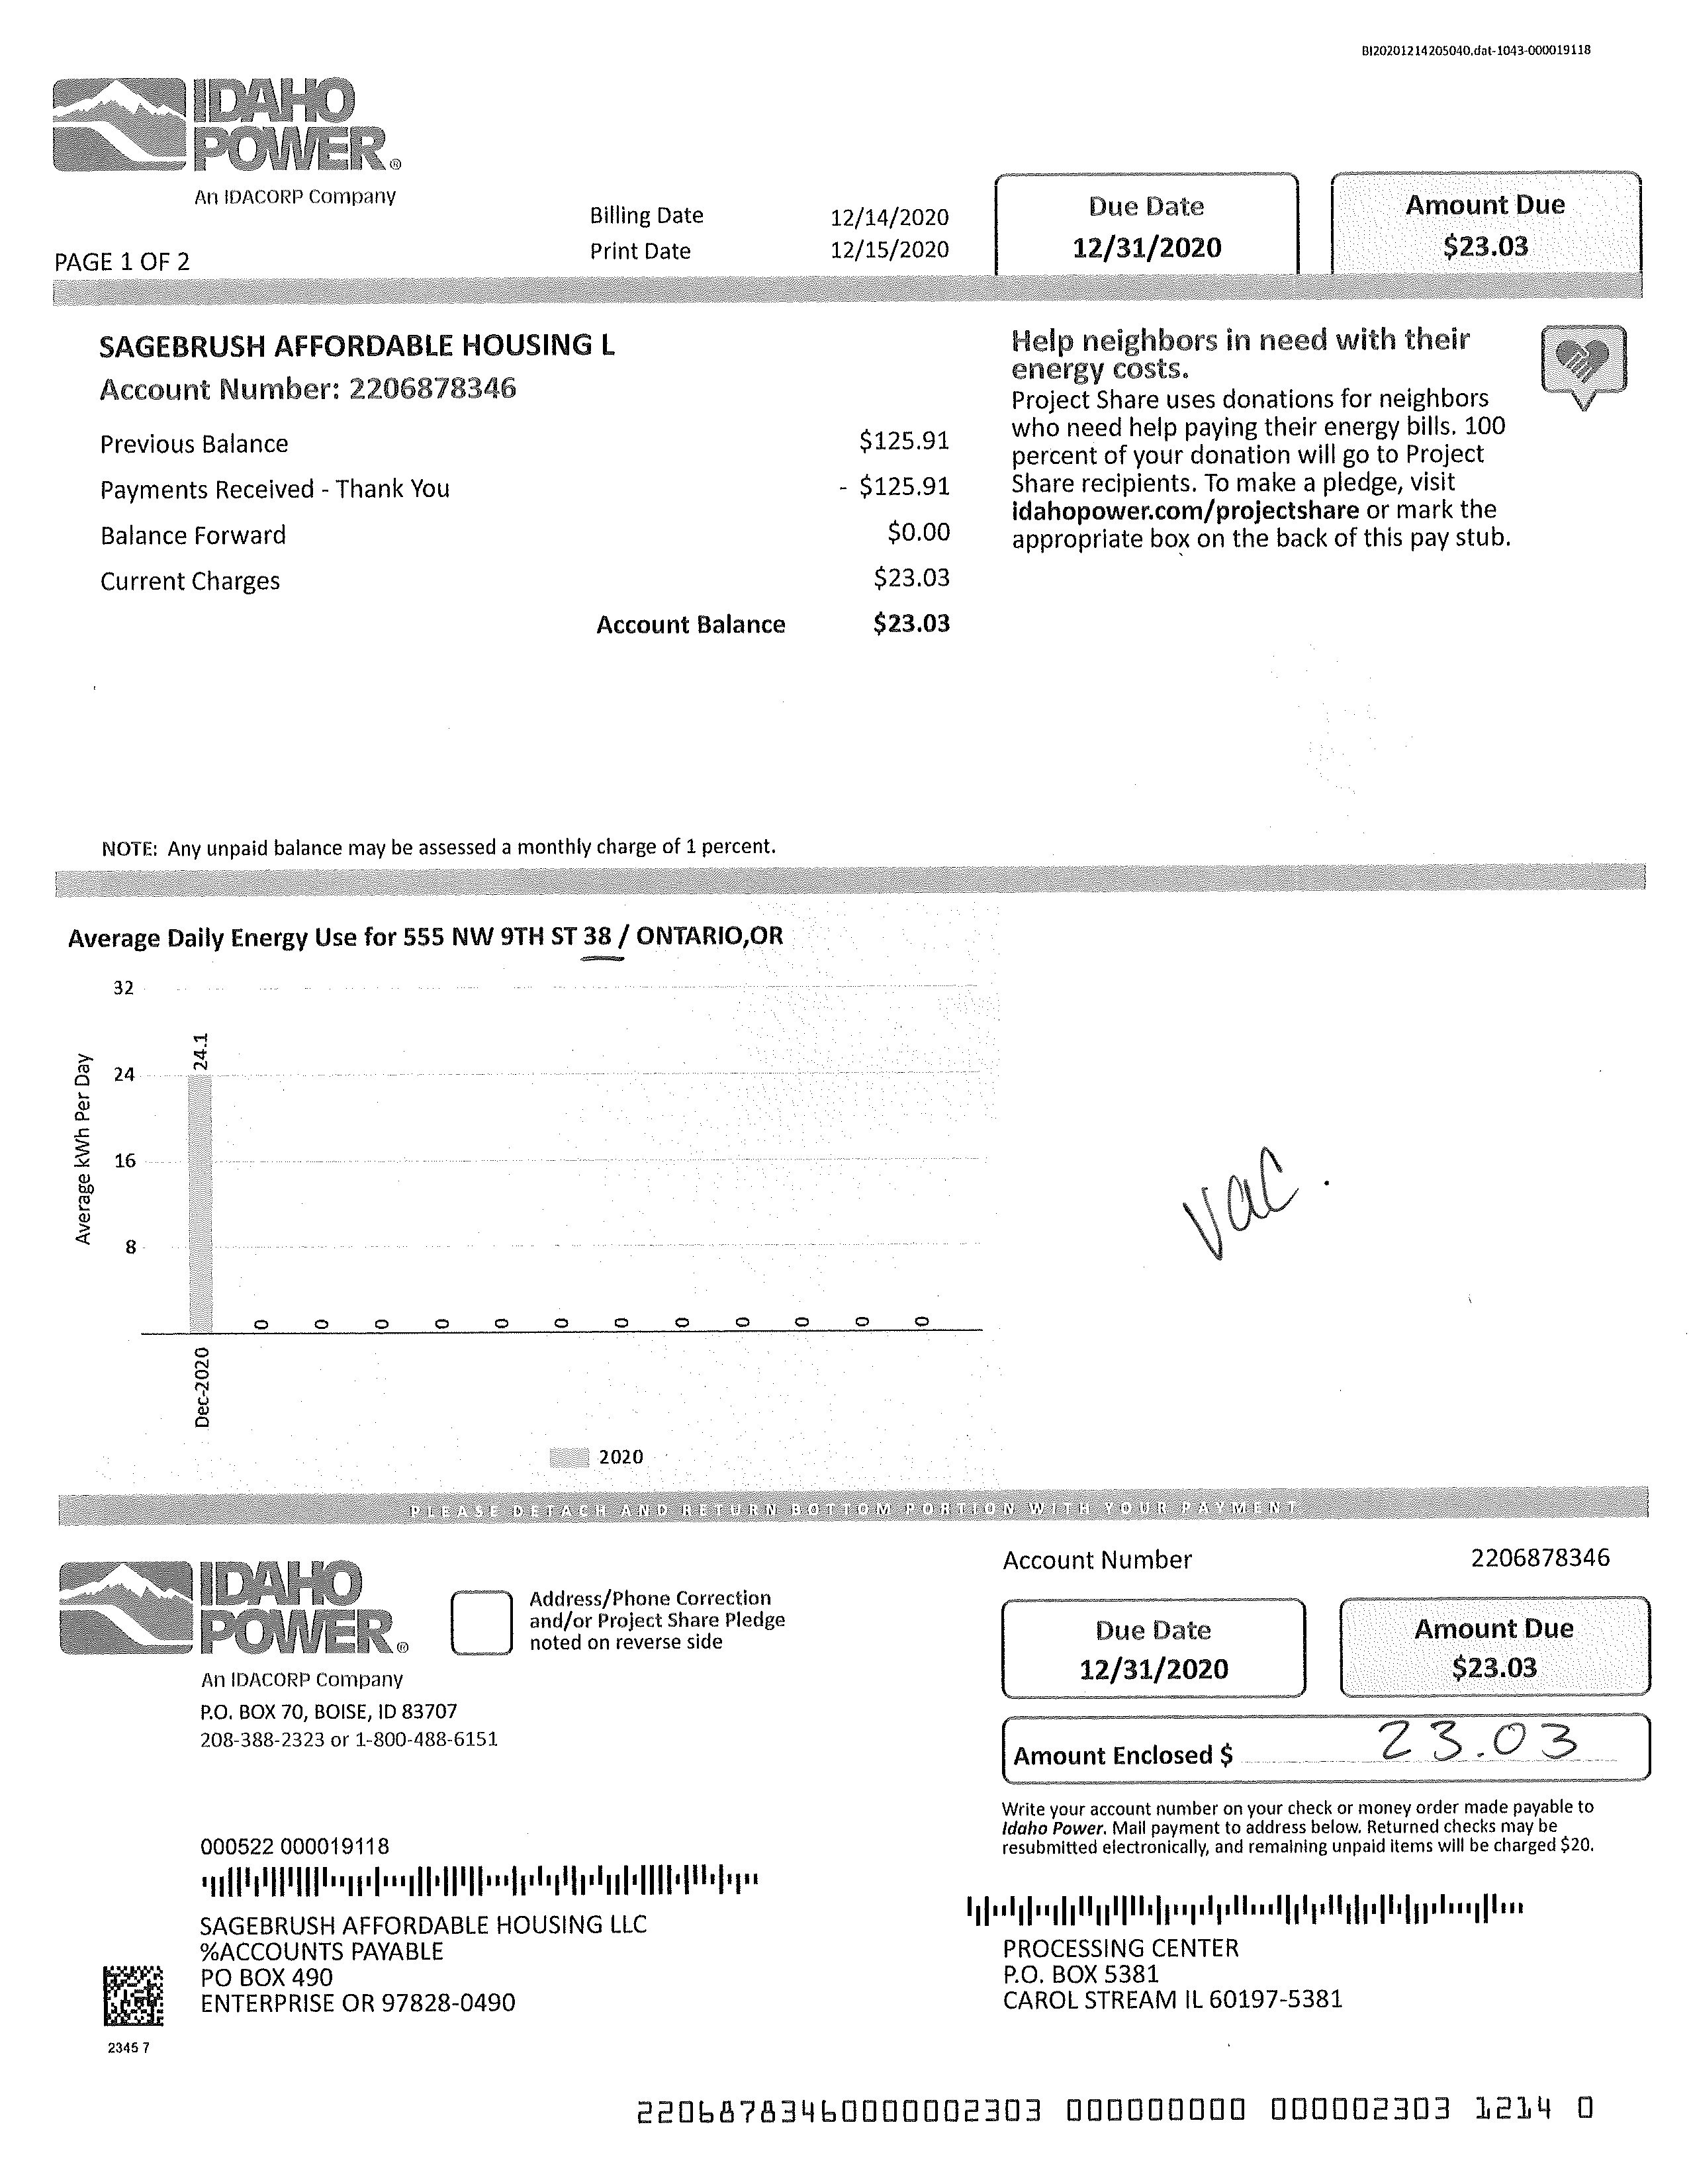 BI20201214205040.dat-1043-000019118
IDAHO
POWER®
An IDACORP Company
PAGE 1 OF 2
Billing Date 12/14/2020
Print Date 12/15/2020
Due Date
12/31/2020
Amount Due
$23.03
SAGEBRUSH AFFORDABLE HOUSING L
Account Number: 2206878346
Previous Balance $125.91
Payments Received - Thank You - $125.91
Balance Forward $0.00
Current Charges $23.03
Account Balance $23.03
Help neighbors in need with their
energy costs.
Project Share uses donations for neighbors
who need help paying their energy bills. 100
percent of your donation will go to Project
Share recipients. To make a pledge, visit
idahopower.com/projectshare or mark the
appropriate box on the back of this pay stub.
NOTE: Any unpaid balance may be assessed a monthly charge of 1 percent.
Average Daily Energy Use for 555 NW 9TH ST 38 / ONTARIO,OR
Average kWh Per Day
32
24
16
8
24.1
0 0 0 0 0 0 0 0 0 0 0 0
Dec-2020
2020
vac.
PLEASE DETACH AND RETURN BOTTOM PORTION WITH YOUR PAYMENT
IDAHO
POWER®
An IDACORP Company
P.O. BOX 70, BOISE, ID 83707
208-388-2323 or 1-800-488-6151
Address/Phone Correction
and/or Project Share Pledge
noted on reverse side
Account Number 2206878346
Due Date
12/31/2020
Amount Due
$23.03
Amount Enclosed $ 23.03
Write your account number on your check or money order made payable to
Idaho Power. Mail payment to address below. Returned checks may be
resubmitted electronically, and remaining unpaid items will be charged $20.
000522 000019118
SAGEBRUSH AFFORDABLE HOUSING LLC
%ACCOUNTS PAYABLE
PO BOX 490
ENTERPRISE OR 97828-0490
2345 7
PROCESSING CENTER
P.O. BOX 5381
CAROL STREAM IL 60197-5381
22068783460000002303 000000000 000002303 1214 0